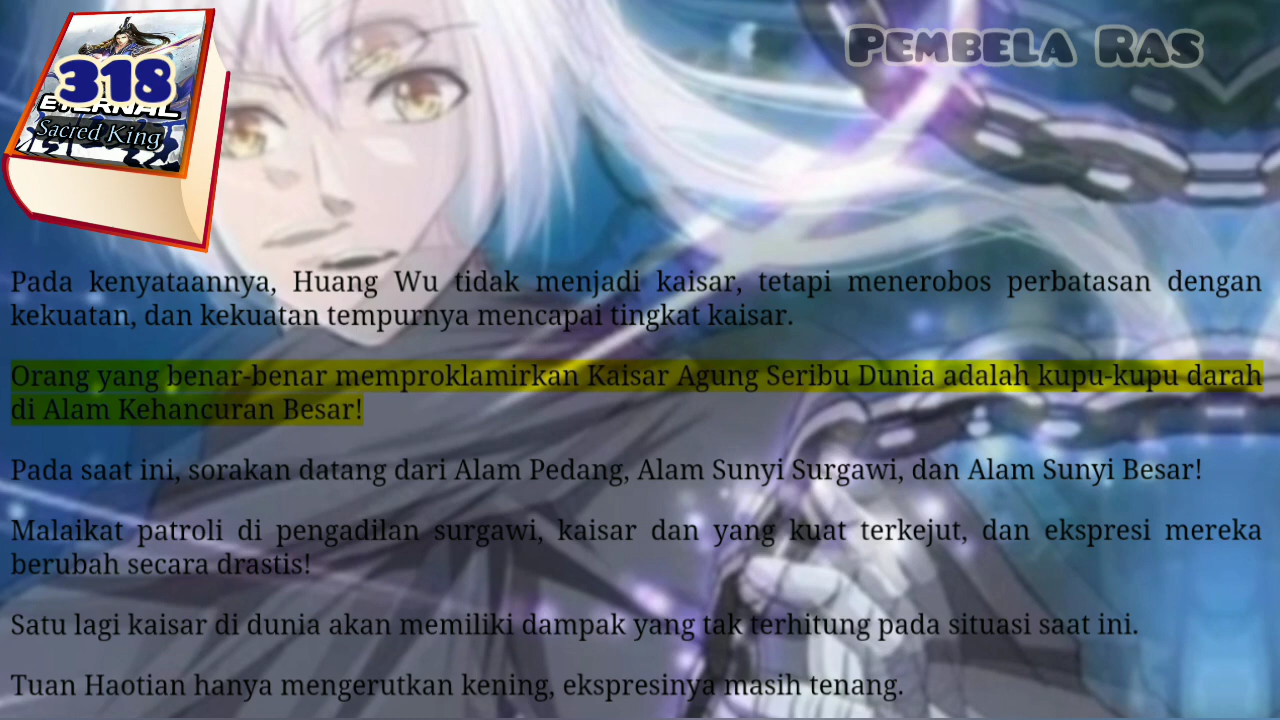 Pembela Ras
318
ETERNAL
Sacred King
Pada kenyataannya, Huang Wu tidak menjadi kaisar, tetapi menerobos perbatasan dengan
kekuatan, dan kekuatan tempurnya mencapai tingkat kaisar.
Orang yang benar-benar memproklamirkan Kaisar Agung Seribu Dunia adalah kupu-kupu darah
di Alam Kehancuran Besar!
Pada saat ini, sorakan datang dari Alam Pedang, Alam Sunyi Surgawi, dan Alam Sunyi Besar!
Malaikat patroli di pengadilan surgawi, kaisar dan yang kuat terkejut, dan ekspresi mereka
berubah secara drastis!
Satu lagi kaisar di dunia akan memiliki dampak yang tak terhitung pada situasi saat ini.
Tuan Haotian hanya mengerutkan kening, ekspresinya masih tenang.